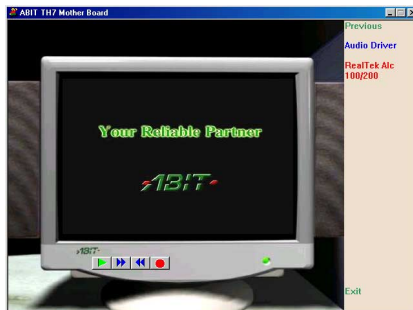 ABIT TH7 Mother Board
Previous
Audio Driver
RealTek Alc
100/200
Your Reliable Partner
ABIT
ABIT
Exit